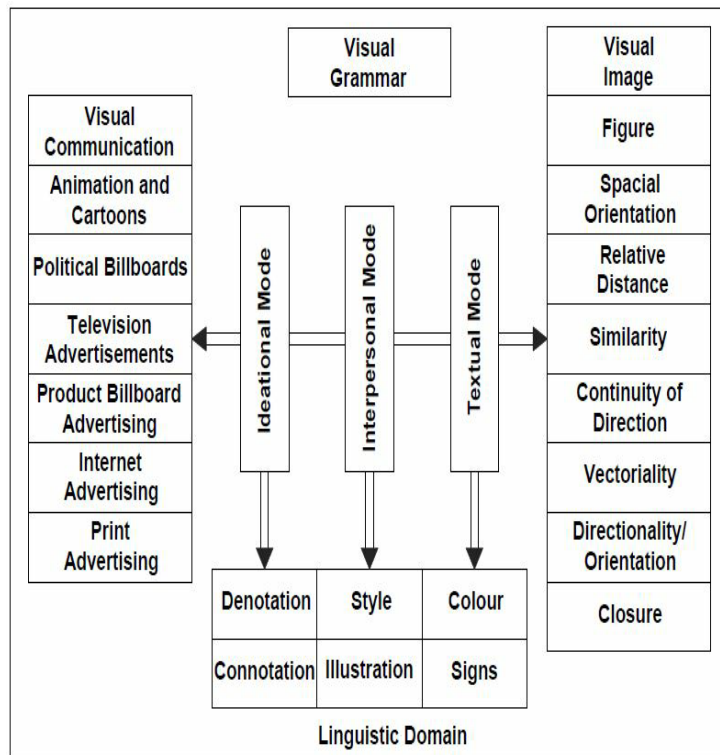 Visual
Grammar
Visual
Communication
Animation and
Cartoons
Political Billboards
Television
Advertisements
Product Billboard
Advertising
Internet
Advertising
Print
Advertising
Ideational Mode
Interpersonal Mode
Textual Mode
Visual
Image
Figure
Spacial
Orientation
Relative
Distance
Similarity
Continuity of
Direction
Vectoriality
Directionality/
Orientation
Closure
Denotation
Style
Colour
Connotation
Illustration
Signs
Linguistic Domain